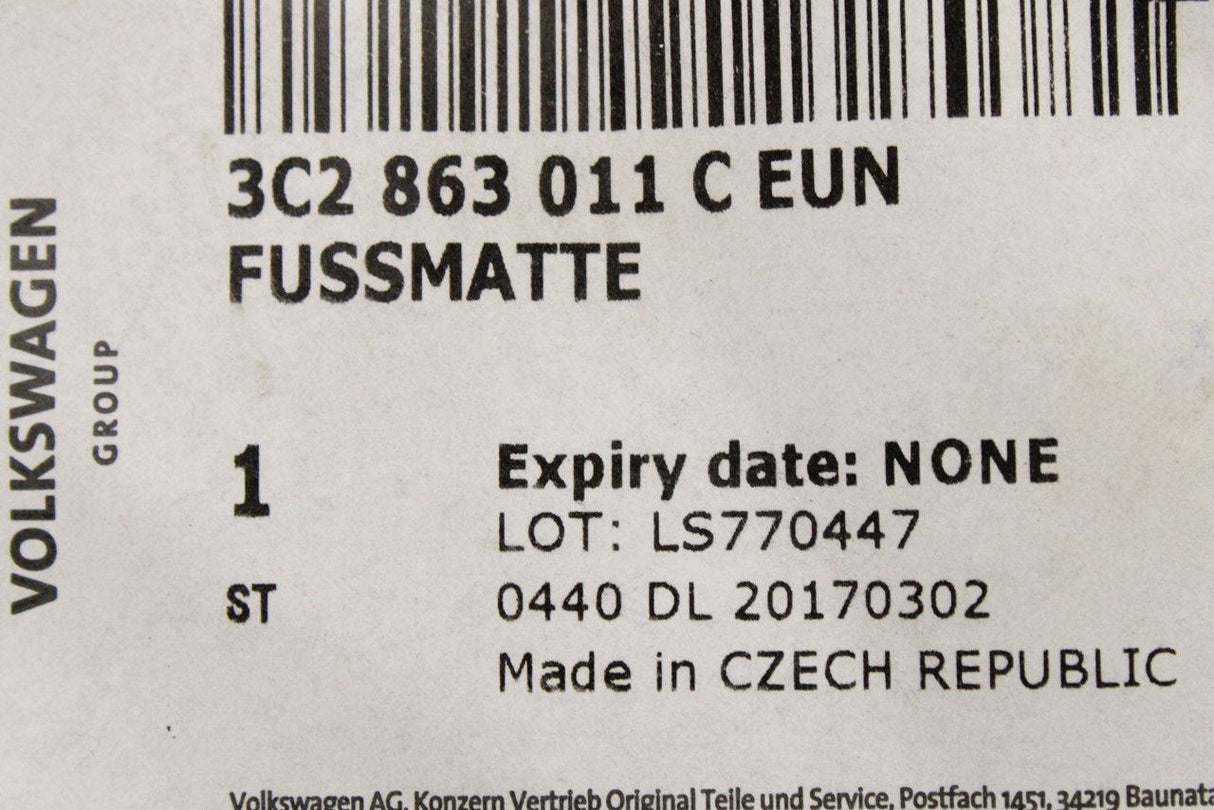 3C2 863 011 C EUN
FUSSMATTE
VOLKSWAGEN
GROUP
1
Expiry date: NONE
LOT: LS770447
ST
0440 DL 20170302
Made in CZECH REPUBLIC
Volkswagen AG, Konzern Vertrieb Original Teile und Service, Postfach 1451, 34219